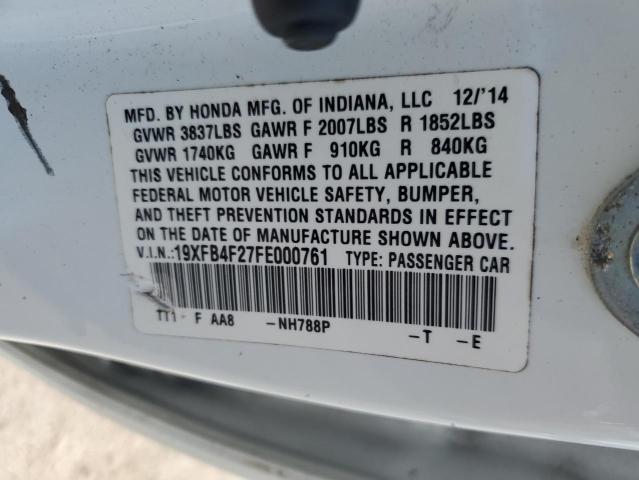 MFD. BY HONDA MFG. OF INDIANA, LLC 12/'14
GVWR 3837LBS GAWR F 2007LBS R 1852LBS
GVWR 1740KG GAWR F 910KG R 840KG
THIS VEHICLE CONFORMS TO ALL APPLICABLE
FEDERAL MOTOR VEHICLE SAFETY, BUMPER,
AND THEFT PREVENTION STANDARDS IN EFFECT
ON THE DATE OF MANUFACTURE SHOWN ABOVE.
V.I.N.:19XFB4F27FE000761 TYPE: PASSENGER CAR
TT1- F AA8 -NH788P -T -E